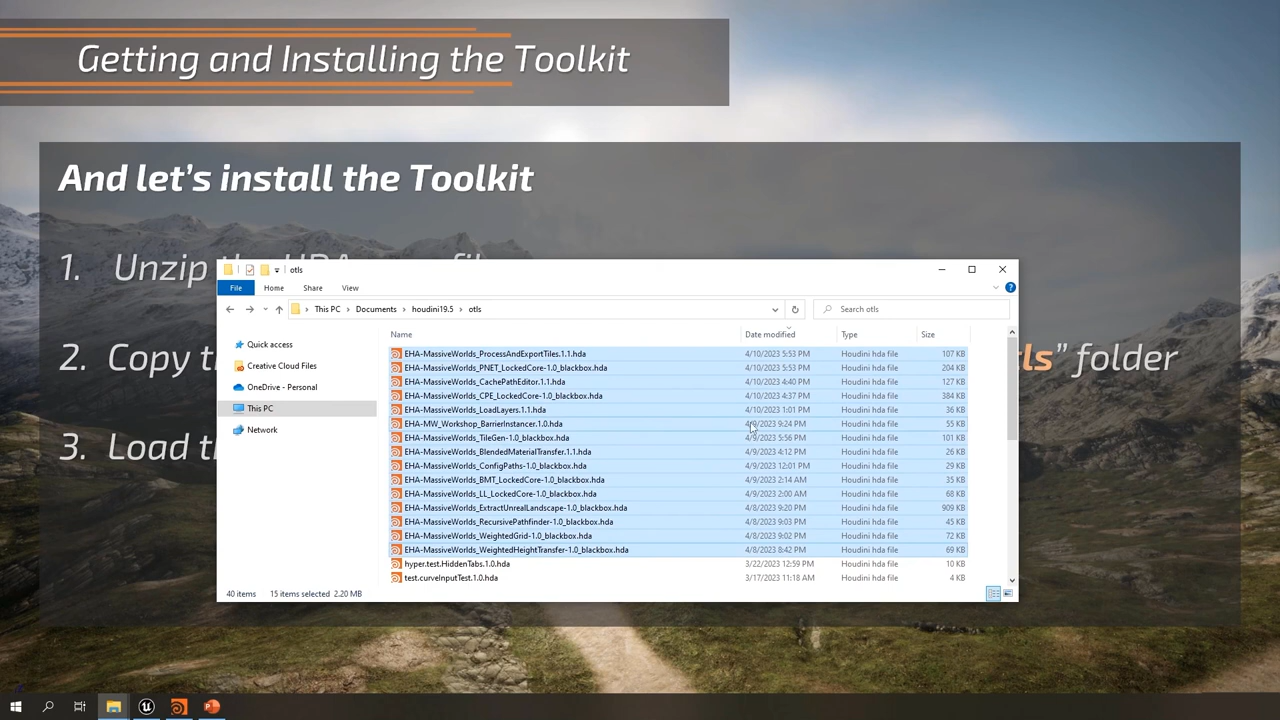 Getting and Installing the Toolkit
And let's install the Toolkit
1. Unzip
2. Copy ls" folder
3. Load
otls
File Home Share View
This PC > Documents > houdini19.5 > otls
Search otls
Quick access
Creative Cloud Files
OneDrive - Personal
This PC
Network
Name Date modified Type Size
EHA-MassiveWorlds_ProcessAndExportTiles.1.1.hda 4/10/2023 5:53 PM Houdini hda file 107 KB
EHA-MassiveWorlds_PNET_LockedCore-1.0_blackbox.hda 4/10/2023 5:53 PM Houdini hda file 204 KB
EHA-MassiveWorlds_CachePathEditor.1.1.hda 4/10/2023 4:40 PM Houdini hda file 127 KB
EHA-MassiveWorlds_CPE_LockedCore-1.0_blackbox.hda 4/10/2023 4:37 PM Houdini hda file 384 KB
EHA-MassiveWorlds_LoadLayers.1.1.hda 4/10/2023 1:01 PM Houdini hda file 36 KB
EHA-MW_Workshop_BarrierInstancer.1.0.hda 4/9/2023 9:24 PM Houdini hda file 55 KB
EHA-MassiveWorlds_TileGen-1.0_blackbox.hda 4/9/2023 5:56 PM Houdini hda file 101 KB
EHA-MassiveWorlds_BlendedMaterialTransfer.1.1.hda 4/9/2023 4:12 PM Houdini hda file 26 KB
EHA-MassiveWorlds_ConfigPaths-1.0_blackbox.hda 4/9/2023 12:01 PM Houdini hda file 29 KB
EHA-MassiveWorlds_BMT_LockedCore-1.0_blackbox.hda 4/9/2023 2:14 AM Houdini hda file 35 KB
EHA-MassiveWorlds_LL_LockedCore-1.0_blackbox.hda 4/9/2023 2:00 AM Houdini hda file 68 KB
EHA-MassiveWorlds_ExtractUnrealLandscape-1.0_blackbox.hda 4/8/2023 9:20 PM Houdini hda file 909 KB
EHA-MassiveWorlds_RecursivePathfinder-1.0_blackbox.hda 4/8/2023 9:03 PM Houdini hda file 45 KB
EHA-MassiveWorlds_WeightedGrid-1.0_blackbox.hda 4/8/2023 9:02 PM Houdini hda file 72 KB
EHA-MassiveWorlds_WeightedHeightTransfer-1.0_blackbox.hda 4/8/2023 8:42 PM Houdini hda file 69 KB
hyper.test.HiddenTabs.1.0.hda 3/22/2023 12:59 PM Houdini hda file 10 KB
test.curveInputTest.1.0.hda 3/17/2023 11:18 AM Houdini hda file 4 KB
40 items 15 items selected 2.20 MB